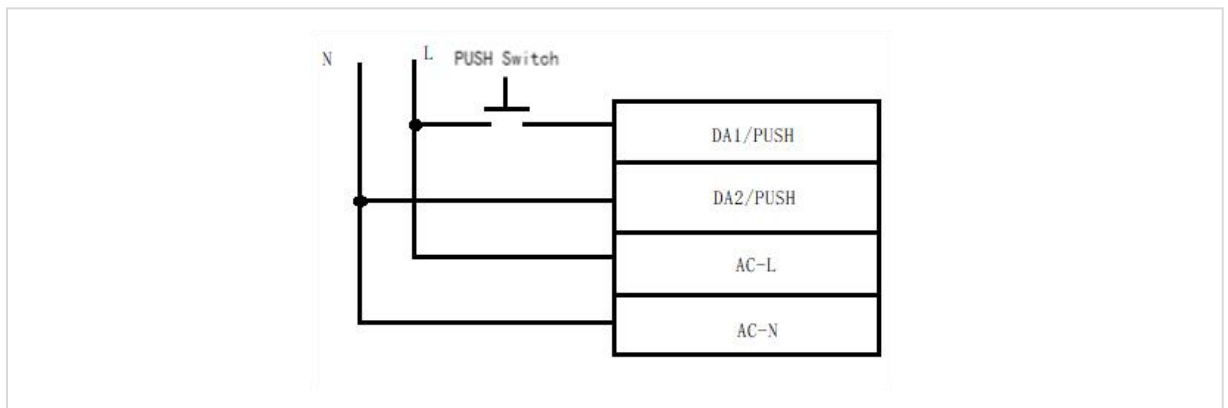 N
L
PUSH Switch
DA1/PUSH
DA2/PUSH
AC-L
AC-N